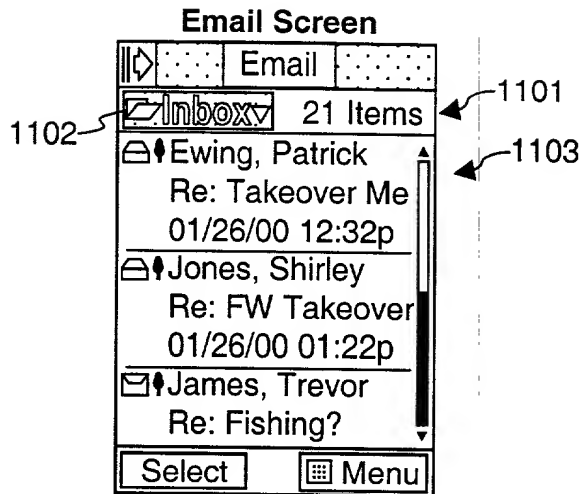 Email Screen
Email
Inbox 21 Items
1101
1102
1103
Ewing, Patrick
Re: Takeover Me
01/26/00 12:32p
Jones, Shirley
Re: FW Takeover
01/26/00 01:22p
James, Trevor
Re: Fishing?
Select Menu